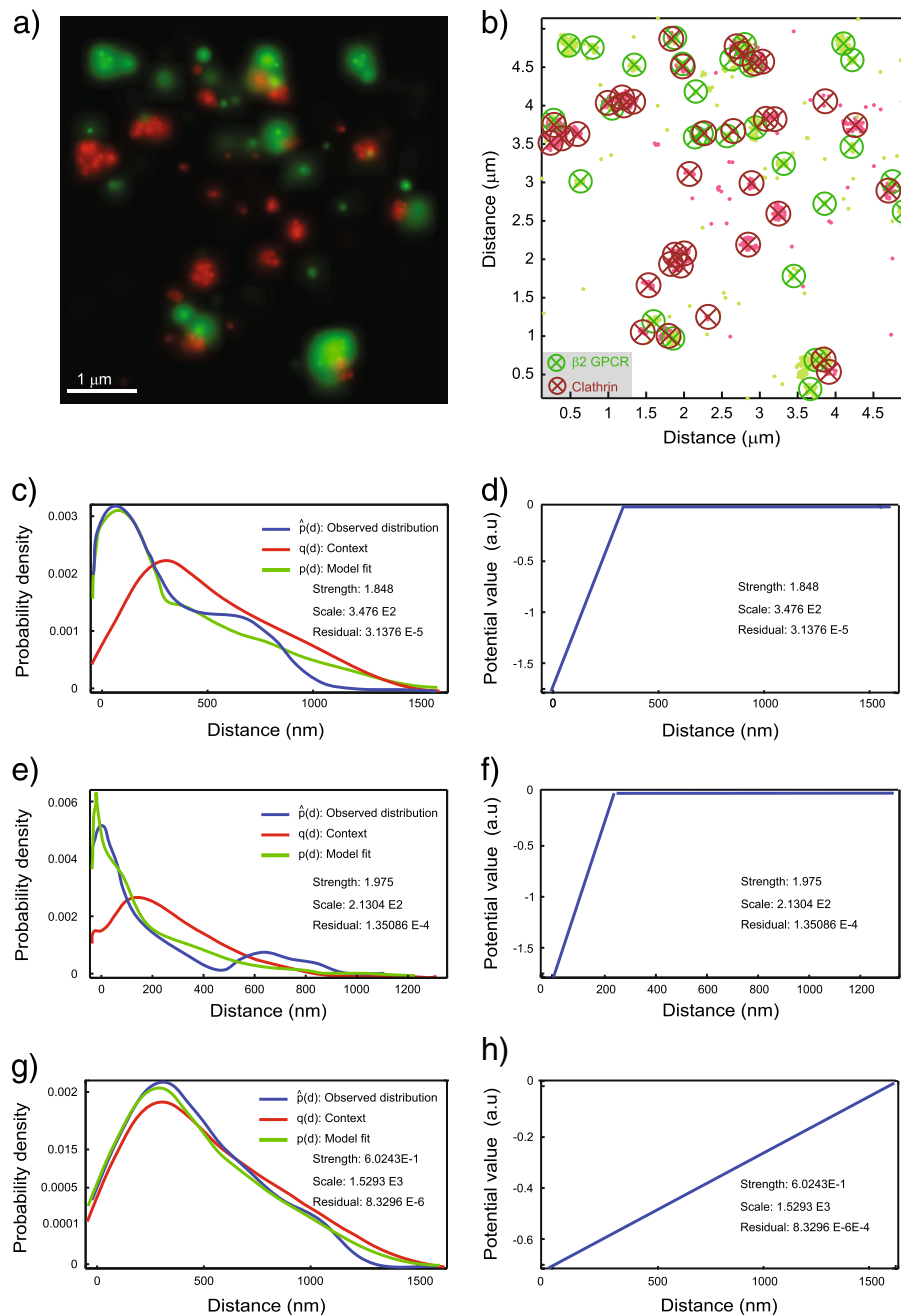 a)
1 μm
b)
Distance (μm)
4.5
4
3.5
3
2.5
2
1.5
1
0.5
β2 GPCR
Clathrin
0.5 1 1.5 2 2.5 3 3.5 4 4.5
Distance (μm)
c)
Probability density
0.003
0.002
0.001
0
p̂(d): Observed distribution
q(d): Context
p(d): Model fit
Strength: 1.848
Scale: 3.476 E2
Residual: 3.1376 E-5
0 500 1000 1500
Distance (nm)
d)
Potential value (a.u)
0
-0.5
-1
-1.5
Strength: 1.848
Scale: 3.476 E2
Residual: 3.1376 E-5
0 500 1000 1500
Distance (nm)
e)
Probability density
0.006
0.004
0.002
0
p̂(d): Observed distribution
q(d): Context
p(d): Model fit
Strength: 1.975
Scale: 2.1304 E2
Residual: 1.35086 E-4
0 200 400 600 800 1000 1200
Distance (nm)
f)
Potential value (a.u)
0
-0.5
-1
-1.5
Strength: 1.975
Scale: 2.1304 E2
Residual: 1.35086 E-4
0 200 400 600 800 1000 1200
Distance (nm)
g)
Probability density
0.002
0.015
0.0005
0.0001
0
p̂(d): Observed distribution
q(d): Context
p(d): Model fit
Strength: 6.0243E-1
Scale: 1.5293 E3
Residual: 8.3296 E-6
0 500 1000 1500
Distance (nm)
h)
Potential value (a.u)
0
-0.2
-0.4
-0.6
Strength: 6.0243E-1
Scale: 1.5293 E3
Residual: 8.3296 E-6E-4
0 500 1000 1500
Distance (nm)